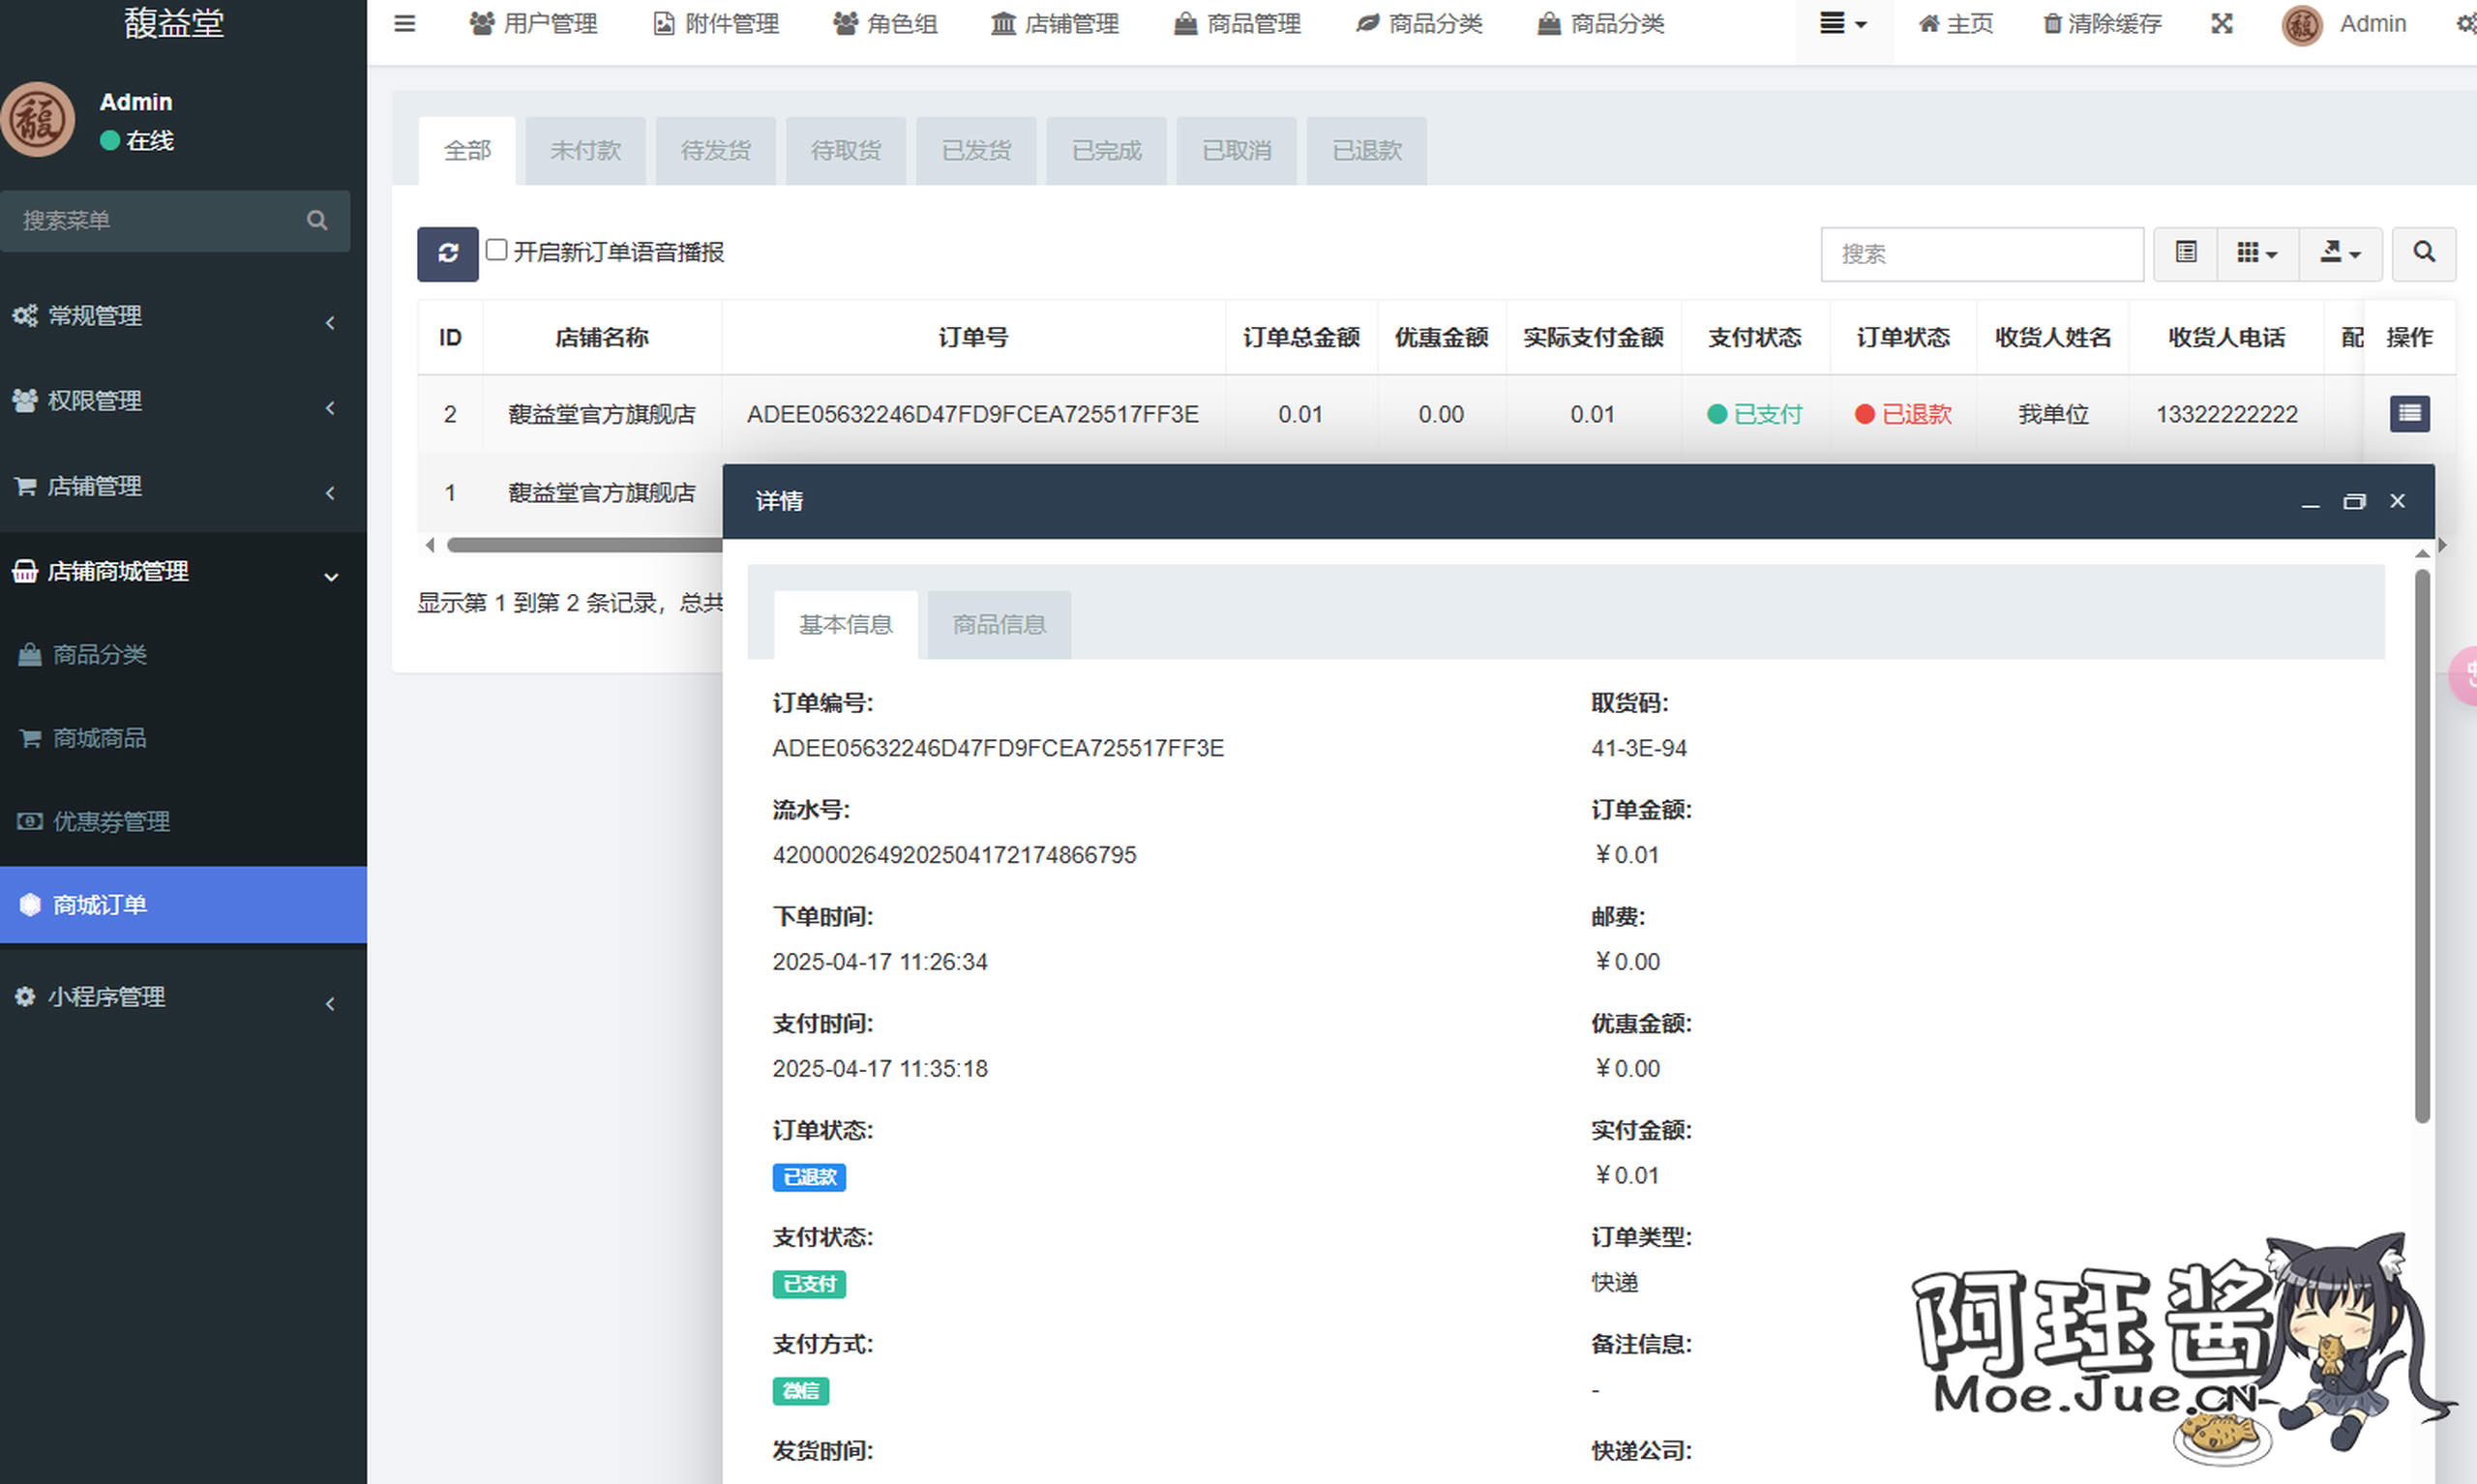 馥益堂
用户管理 附件管理 角色组 店铺管理 商品管理 商品分类 商品分类 主页 清除缓存 Admin
Admin
在线
搜索菜单
常规管理
权限管理
店铺管理
店铺商城管理
商品分类
商城商品
优惠券管理
商城订单
小程序管理
全部 未付款 待发货 待取货 已发货 已完成 已取消 已退款
开启新订单语音播报 搜索
ID 店铺名称 订单号 订单总金额 优惠金额 实际支付金额 支付状态 订单状态 收货人姓名 收货人电话 配 操作
2 馥益堂官方旗舰店 ADEE05632246D47FD9FCEA725517FF3E 0.01 0.00 0.01 已支付 已退款 我单位 13322222222
1 馥益堂官方旗舰店
显示第 1 到第 2 条记录，总共
详情
基本信息 商品信息
订单编号: 取货码:
ADEE05632246D47FD9FCEA725517FF3E 41-3E-94
流水号: 订单金额:
4200002649202504172174866795 ￥0.01
下单时间: 邮费:
2025-04-17 11:26:34 ￥0.00
支付时间: 优惠金额:
2025-04-17 11:35:18 ￥0.00
订单状态: 实付金额:
已退款 ￥0.01
支付状态: 订单类型:
已支付 快递
支付方式: 备注信息:
微信 -
发货时间: 快递公司:
阿珏酱
Moe.Jue.CN